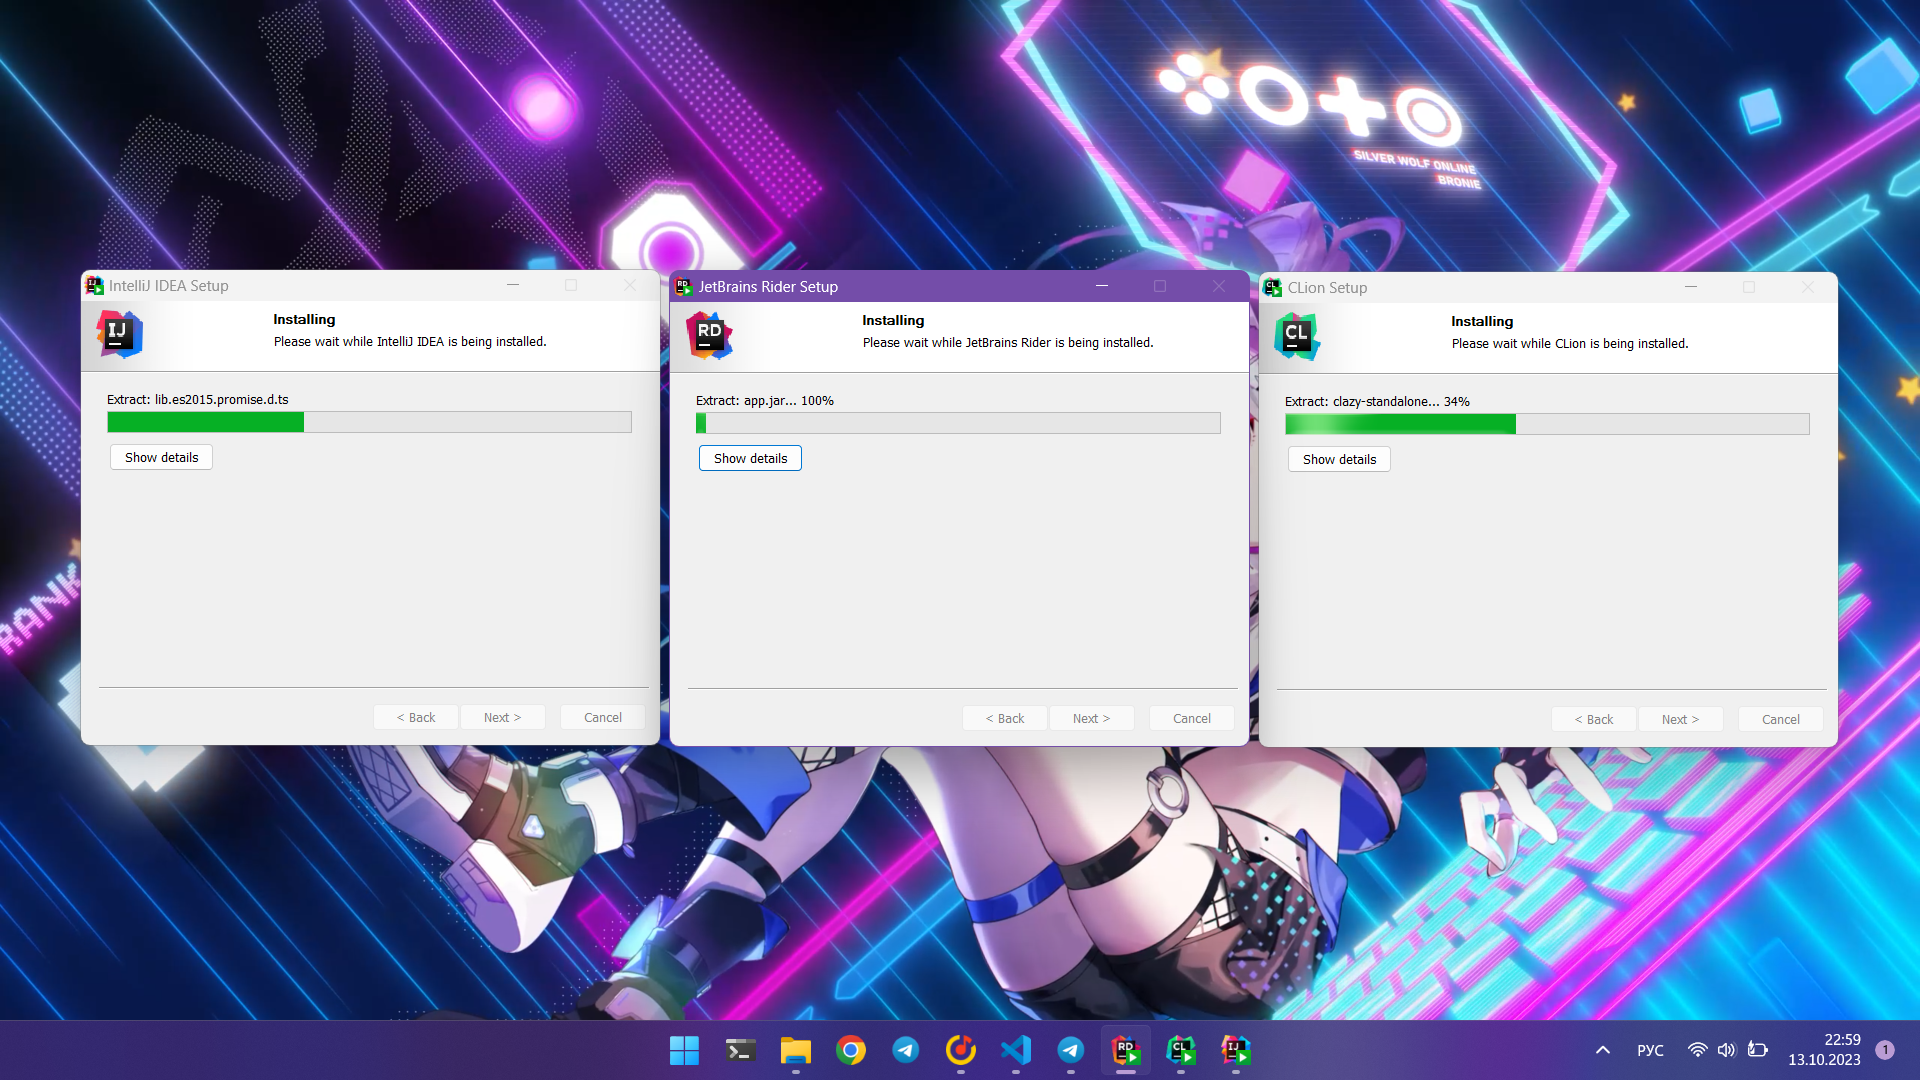 SILVER WOLF ONLINE
BRONIE
RANK
IntelliJ IDEA Setup
IJ
Installing
Please wait while IntelliJ IDEA is being installed.
Extract: lib.es2015.promise.d.ts
Show details
< Back
Next >
Cancel
JetBrains Rider Setup
RD
Installing
Please wait while JetBrains Rider is being installed.
Extract: app.jar... 100%
Show details
< Back
Next >
Cancel
CLion Setup
CL
Installing
Please wait while CLion is being installed.
Extract: clazy-standalone... 34%
Show details
< Back
Next >
Cancel
RD
CL
IJ
РУС
22:59
13.10.2023
1